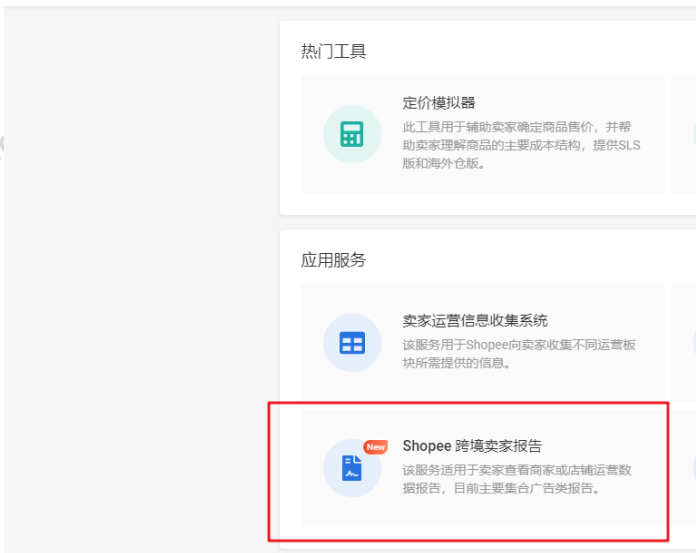 热门工具
定价模拟器
此工具用于辅助卖家确定商品售价，并帮
助卖家理解商品的主要成本结构，提供SLS
版和海外仓版。
应用服务
卖家运营信息收集系统
该服务用于Shopee向卖家收集不同运营板
块所需提供的信息。
New
Shopee 跨境卖家报告
该服务适用于卖家查看商家或店铺运营数
据报告，目前主要集合广告类报告。